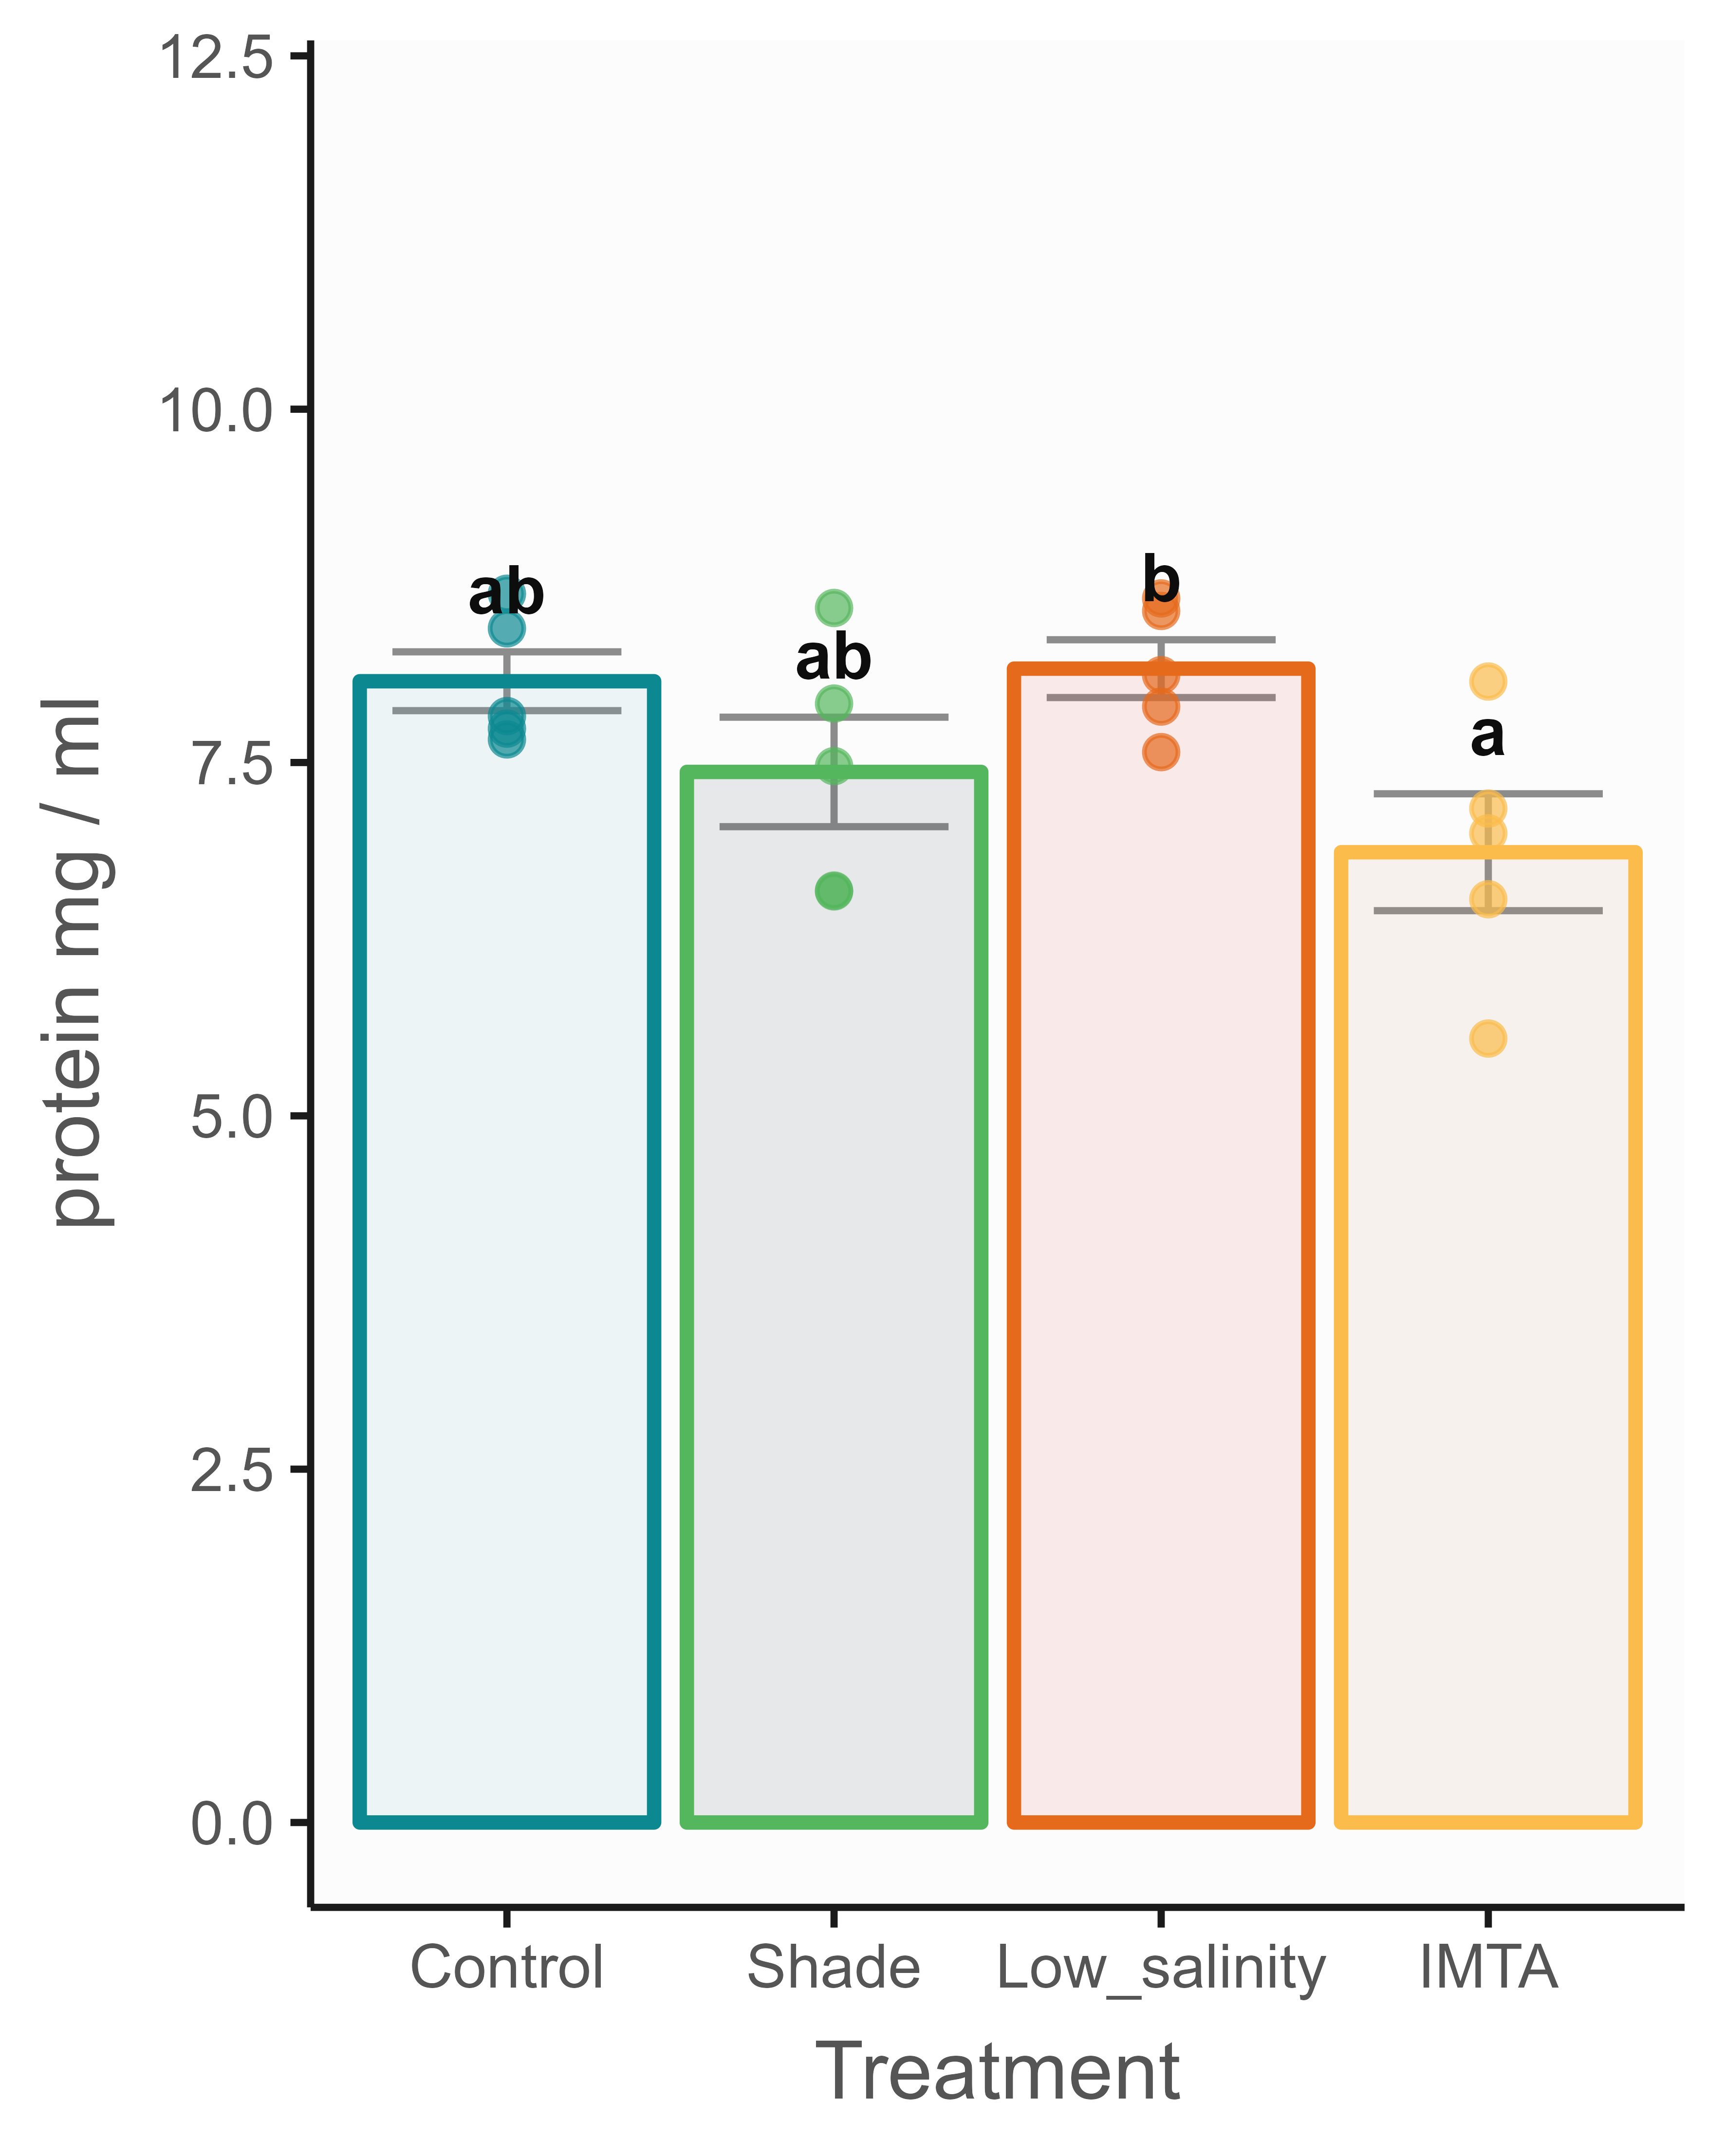 protein mg / ml
12.5
10.0
7.5
5.0
2.5
0.0
ab
ab
b
a
Control
Shade
Low_salinity
IMTA
Treatment